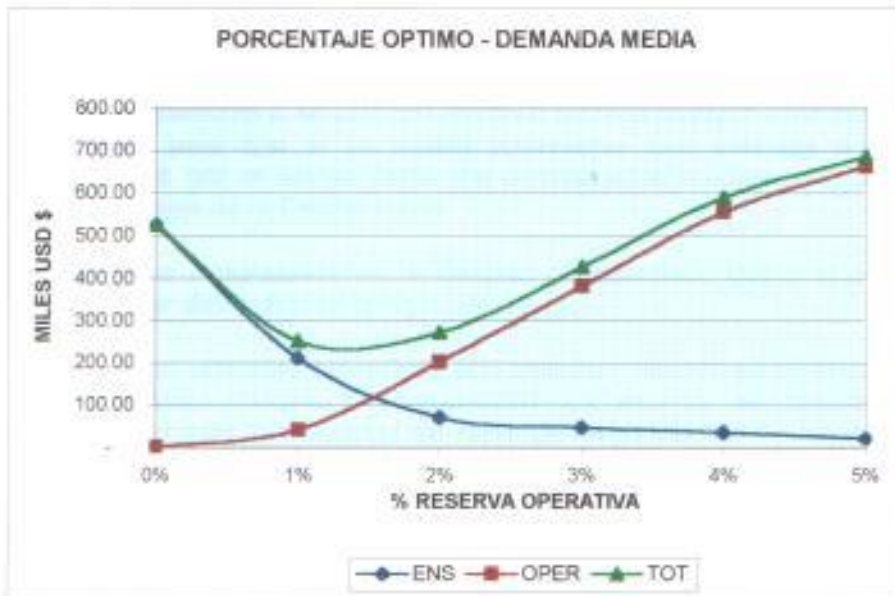 PORCENTAJE OPTIMO - DEMANDA MEDIA
800.00
700.00
600.00
500.00
400.00
300.00
200.00
100.00
-
MILES USD $
0% 1% 2% 3% 4% 5%
% RESERVA OPERATIVA
ENS OPER TOT